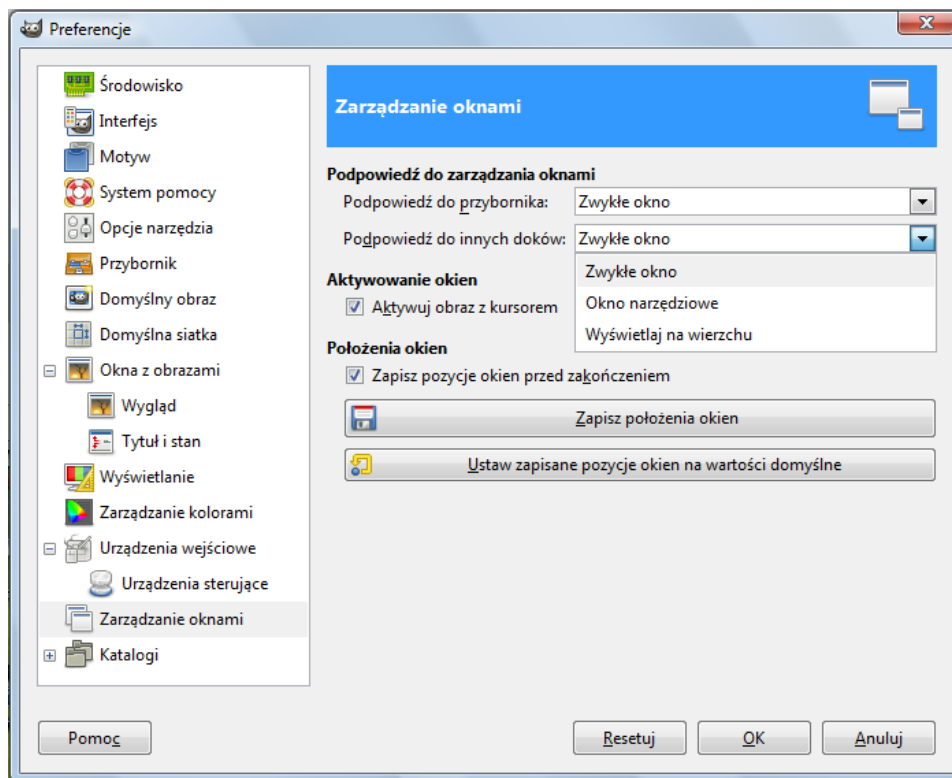 Preferencje
Środowisko
Interfejs
Motyw
System pomocy
Opcje narzędzia
Przybornik
Domyślny obraz
Domyślna siatka
Okna z obrazami
Wygląd
Tytuł i stan
Wyświetlanie
Zarządzanie kolorami
Urządzenia wejściowe
Urządzenia sterujące
Zarządzanie oknami
Katalogi
Zarządzanie oknami
Podpowiedź do zarządzania oknami
Podpowiedź do przybornika: Zwykłe okno
Podpowiedź do innych doków: Zwykłe okno
Zwykłe okno
Okno narzędziowe
Wyświetlaj na wierzchu
Aktywowanie okien
Aktywuj obraz z kursorem
Położenia okien
Zapisz pozycje okien przed zakończeniem
Zapisz położenia okien
Ustaw zapisane pozycje okien na wartości domyślne
Pomoc Resetuj OK Anuluj